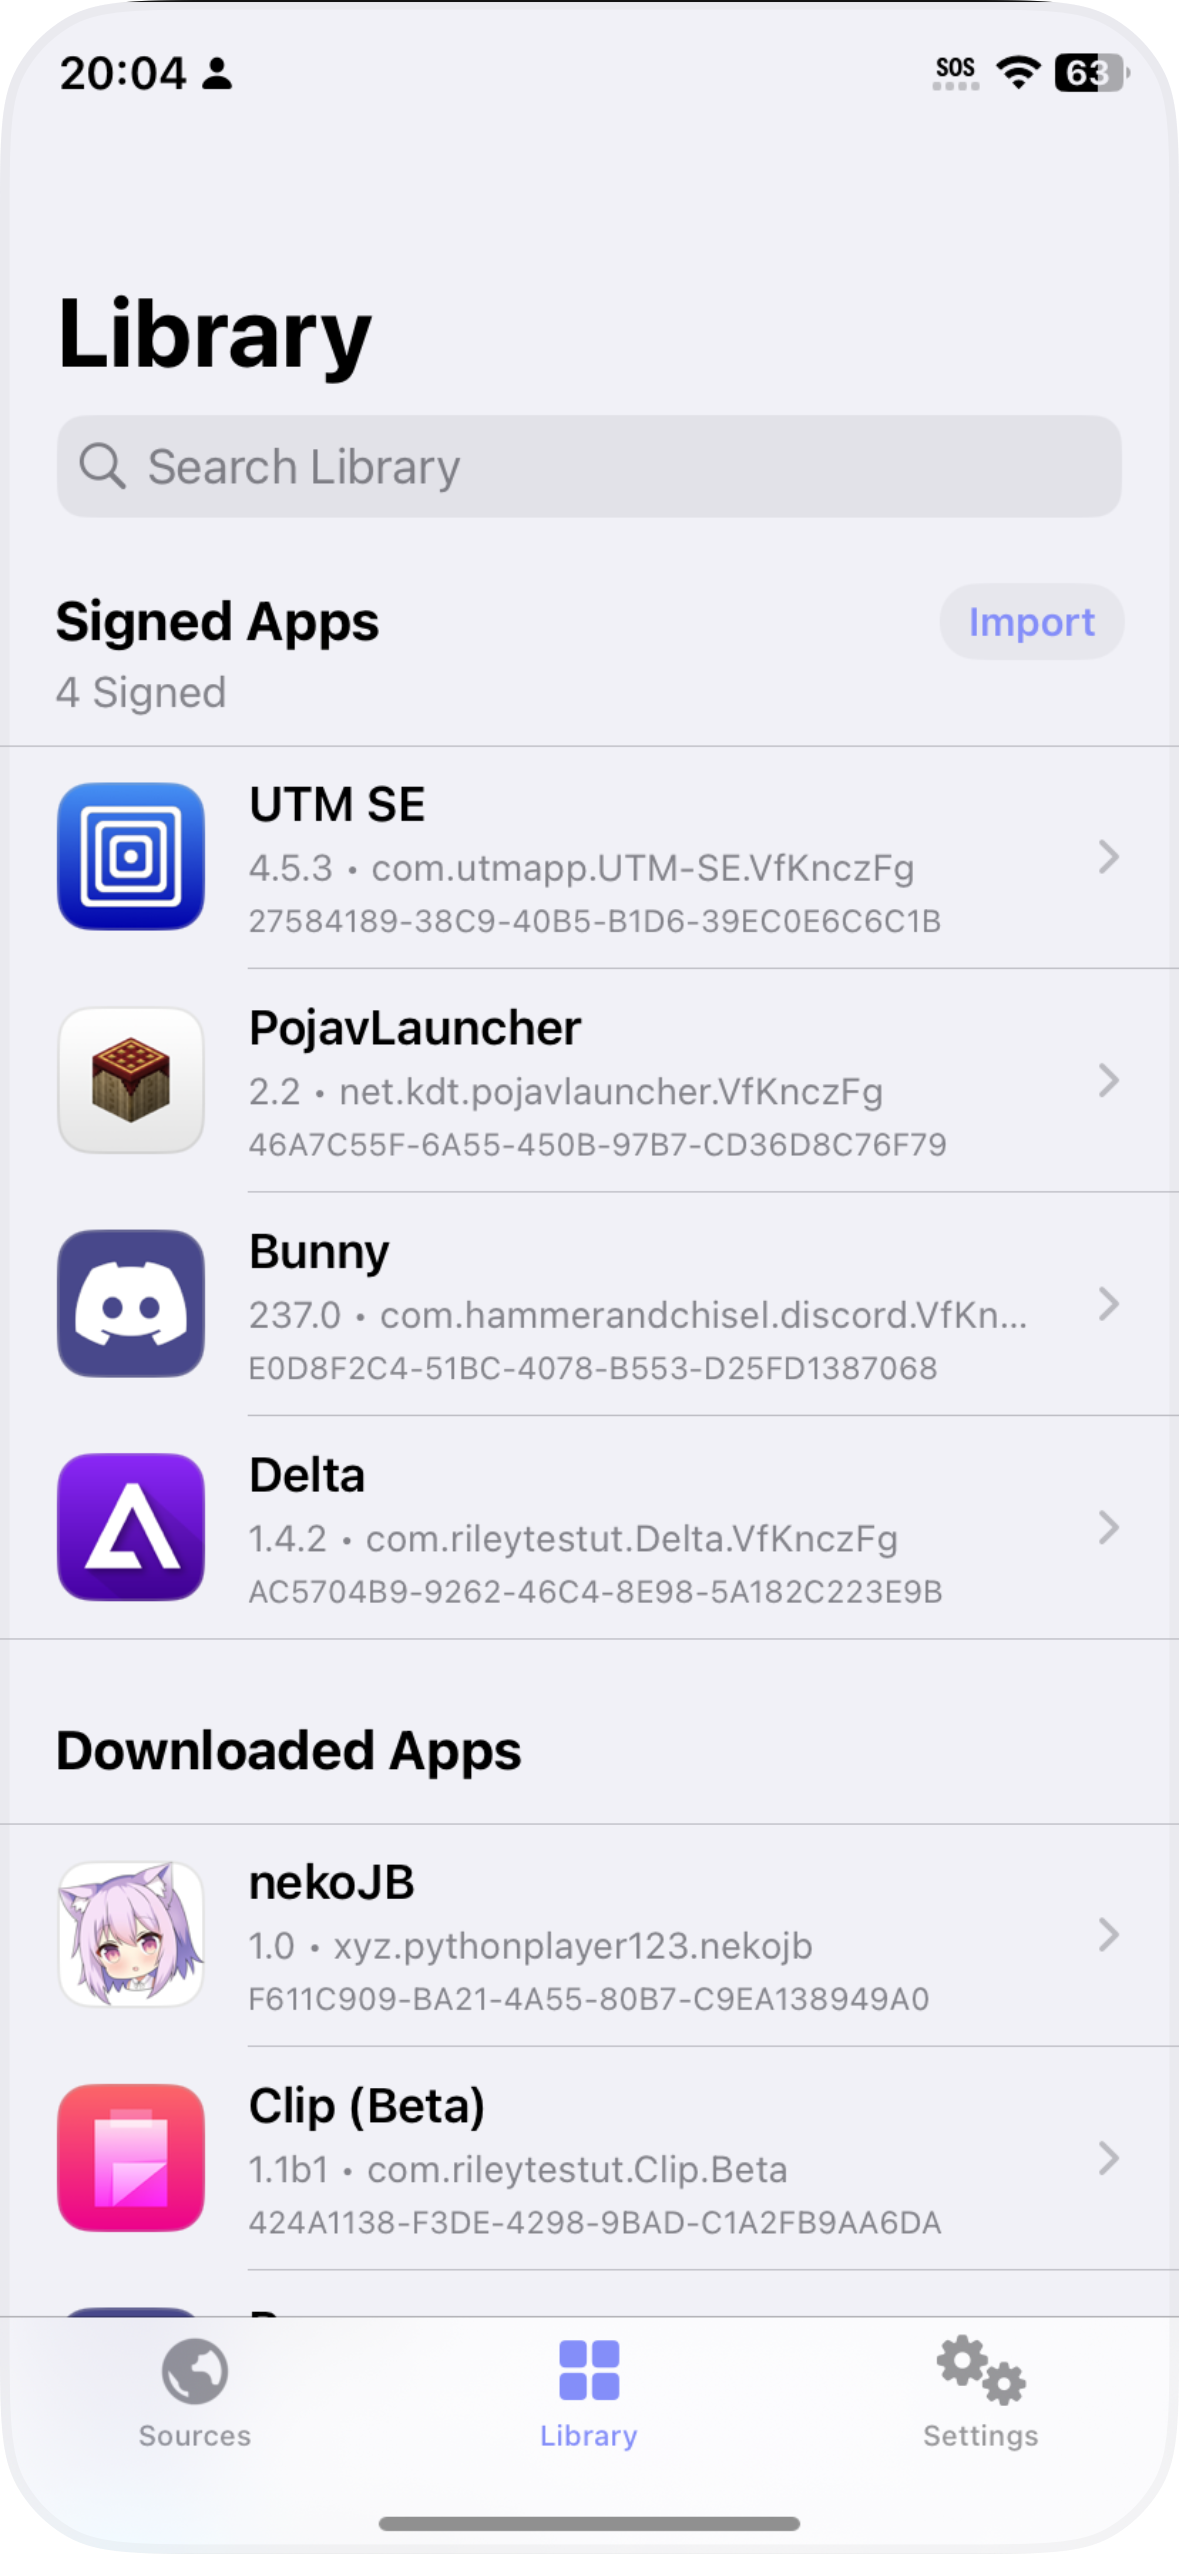 20:04
SOS
63
Library
Search Library
Signed Apps
Import
4 Signed
UTM SE
4.5.3 • com.utmapp.UTM-SE.VfKnczFg
27584189-38C9-40B5-B1D6-39EC0E6C6C1B
PojavLauncher
2.2 • net.kdt.pojavlauncher.VfKnczFg
46A7C55F-6A55-450B-97B7-CD36D8C76F79
Bunny
237.0 • com.hammerandchisel.discord.VfKn...
E0D8F2C4-51BC-4078-B553-D25FD1387068
Delta
1.4.2 • com.rileytestut.Delta.VfKnczFg
AC5704B9-9262-46C4-8E98-5A182C223E9B
Downloaded Apps
nekoJB
1.0 • xyz.pythonplayer123.nekojb
F611C909-BA21-4A55-80B7-C9EA138949A0
Clip (Beta)
1.1b1 • com.rileytestut.Clip.Beta
424A1138-F3DE-4298-9BAD-C1A2FB9AA6DA
Sources
Library
Settings